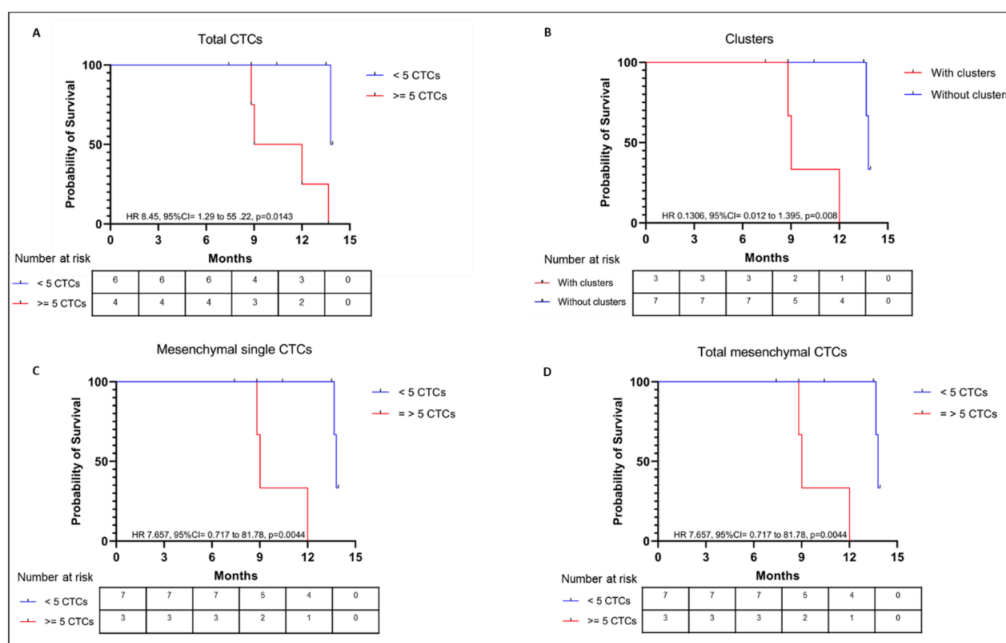 A
Total CTCs
Probability of Survival
100
50
0
< 5 CTCs
>= 5 CTCs
HR 8.45, 95%CI= 1.29 to 55 .22, p=0.0143
0 3 6 9 12 15
Months
Number at risk
< 5 CTCs 6 6 6 4 3 0
>= 5 CTCs 4 4 4 3 2 0
B
Clusters
Probability of Survival
100
50
0
With clusters
Without clusters
HR 0.1306, 95%CI= 0.012 to 1.395, p=0.008
0 3 6 9 12 15
Months
Number at risk
With clusters 3 3 3 2 1 0
Without clusters 7 7 7 5 4 0
Mesenchymal single CTCs
C
Probability of Survival
100
50
0
< 5 CTCs
= > 5 CTCs
HR 7.657, 95%CI= 0.717 to 81.78, p=0.0044
0 3 6 9 12 15
Months
Number at risk
< 5 CTCs 7 7 7 5 4 0
>= 5 CTCs 3 3 3 2 1 0
Total mesenchymal CTCs
D
Probability of Survival
100
50
0
< 5 CTCs
= > 5 CTCs
HR 7.657, 95%CI= 0.717 to 81.78, p=0.0044
0 3 6 9 12 15
Months
Number at risk
< 5 CTCs 7 7 7 5 4 0
>= 5 CTCs 3 3 3 2 1 0